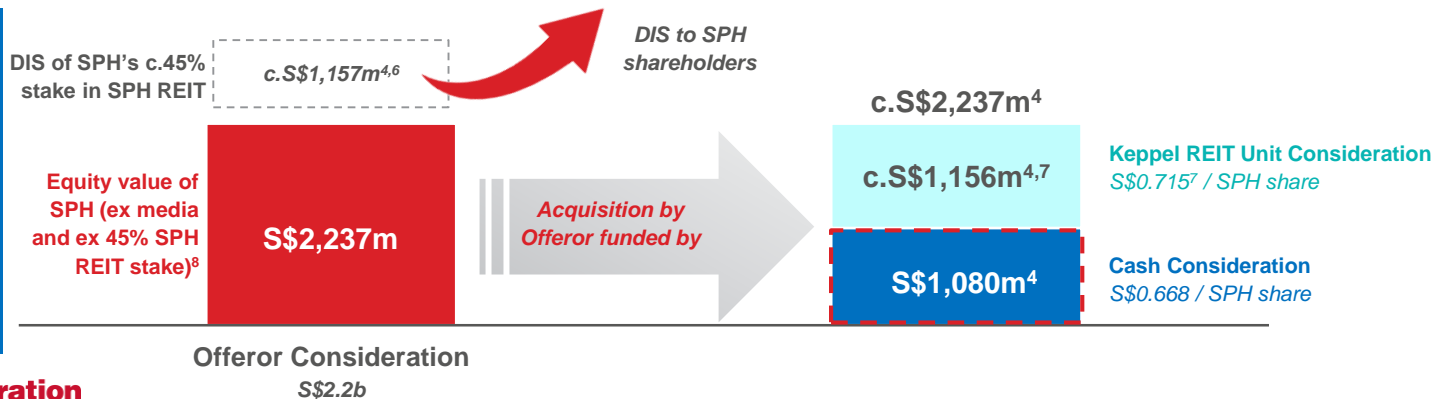 DIS of SPH's c.45%
stake in SPH REIT
c.S$1,157m4,6
DIS to SPH
shareholders
Equity value of
SPH (ex media
and ex 45% SPH
REIT stake)8
S$2,237m
Acquisition by
Offeror funded by
c.S$2,237m4
c.S$1,156m4,7
Keppel REIT Unit Consideration
S$0.7157 / SPH share
S$1,080m4
Cash Consideration
S$0.668 / SPH share
Offeror Consideration
S$2.2b
ration